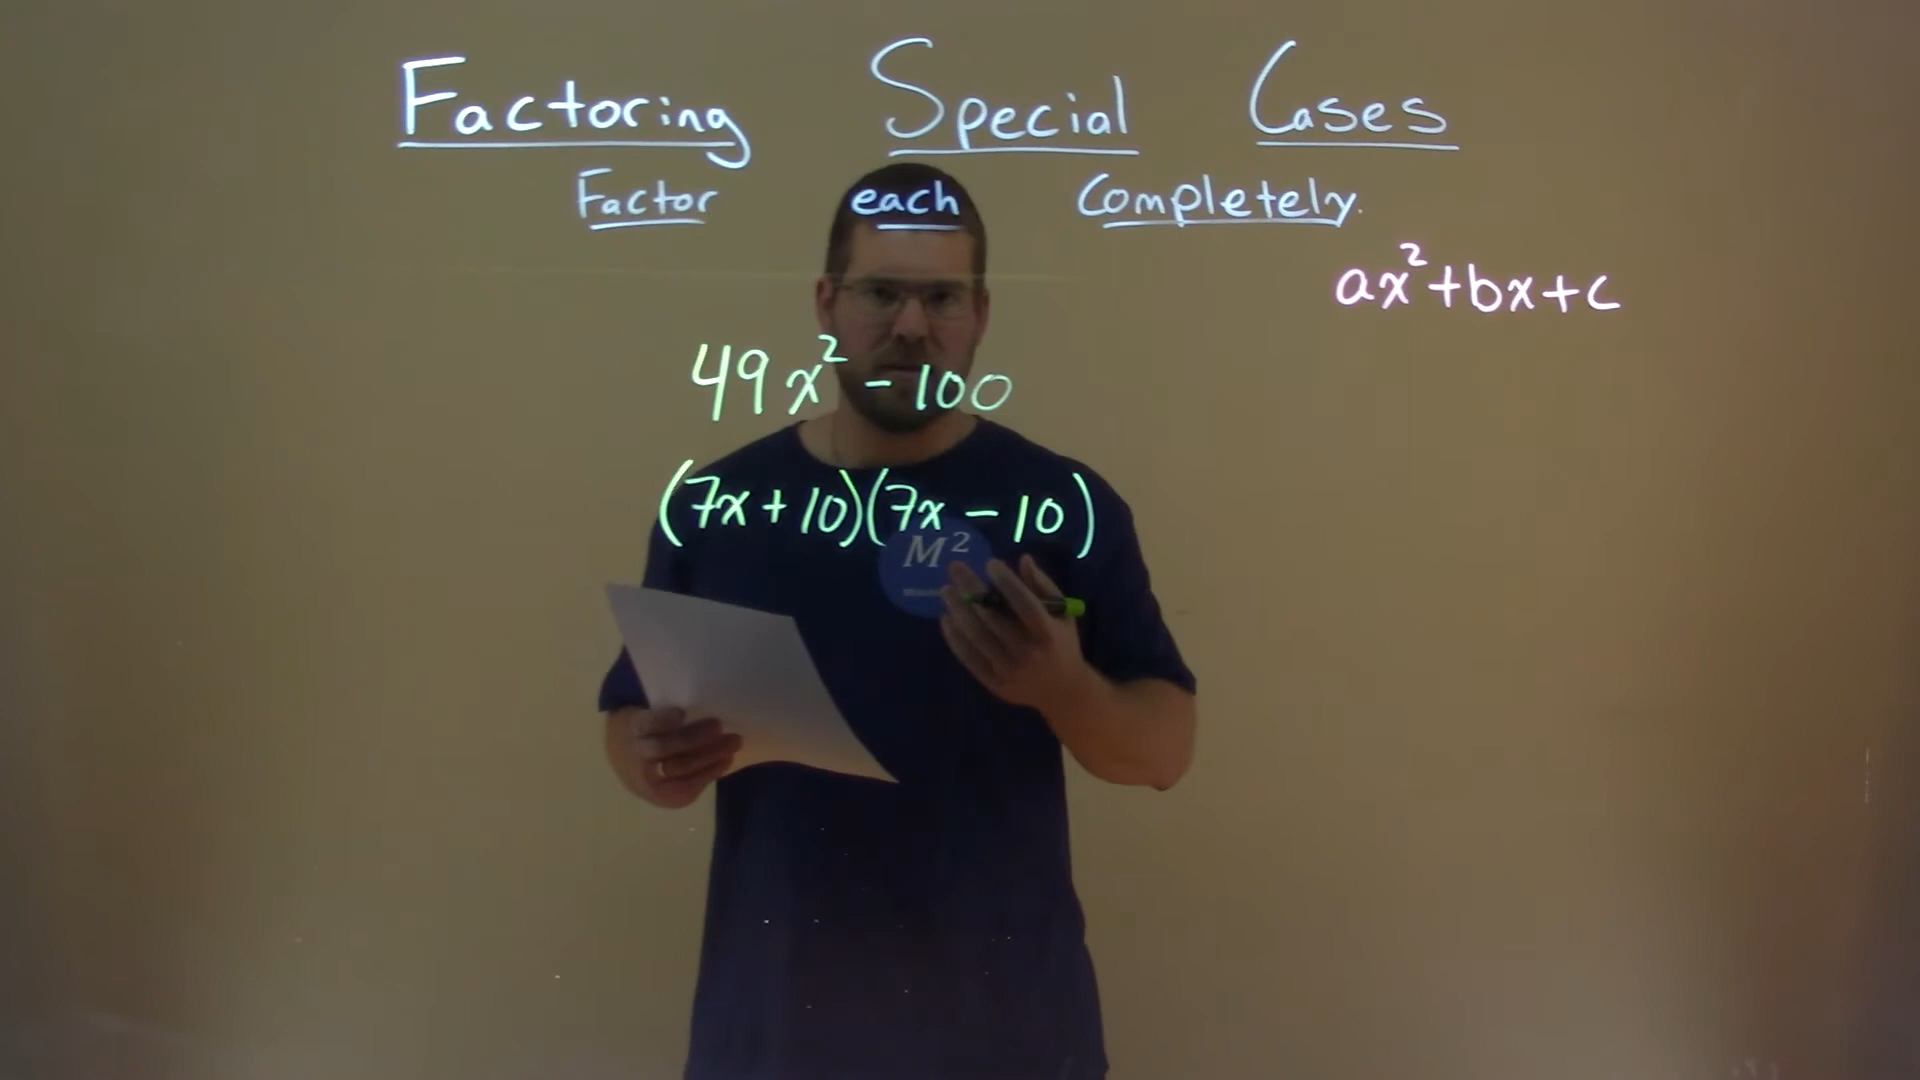 Factoring Special Cases
Factor each Completely.
ax²+bx+c
49x² - 100
(7x + 10)(7x - 10)
M²